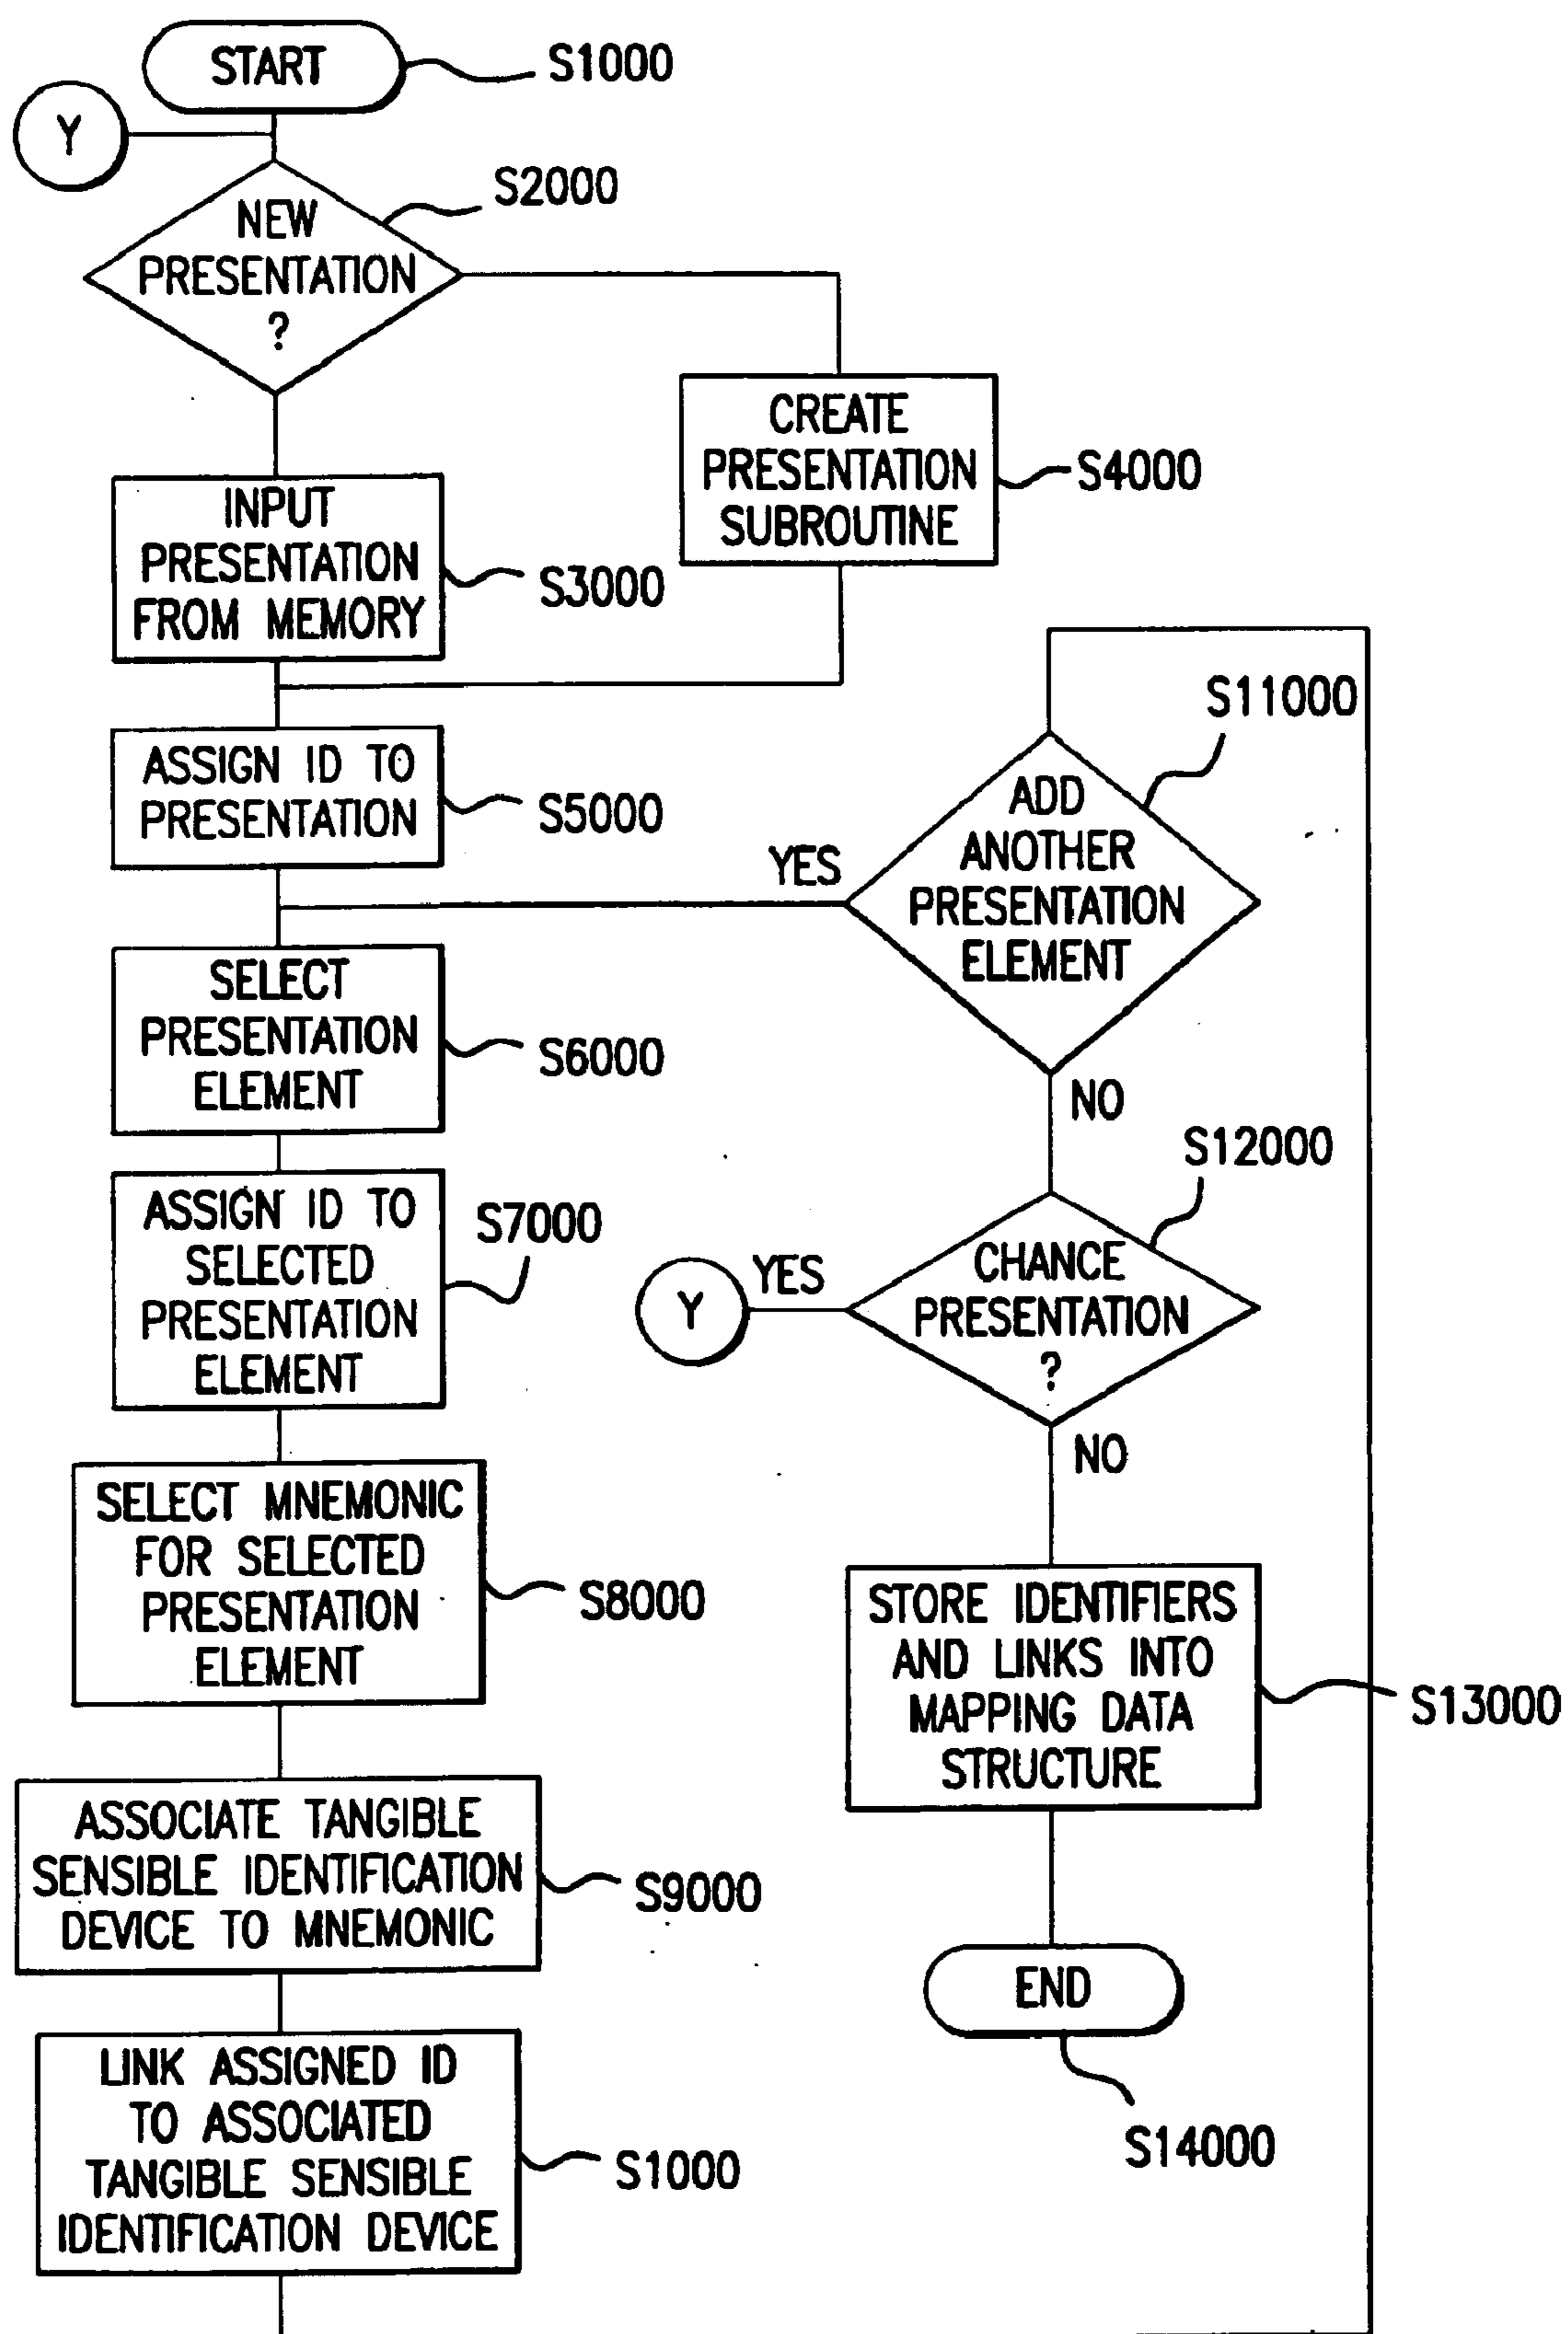 START
S1000
Y
S2000
NEW
PRESENTATION
?
CREATE
PRESENTATION
SUBROUTINE
S4000
INPUT
PRESENTATION
FROM MEMORY
S3000
ASSIGN ID TO
PRESENTATION
S5000
SELECT
PRESENTATION
ELEMENT
S6000
ASSIGN ID TO
SELECTED
PRESENTATION
ELEMENT
S7000
SELECT MNEMONIC
FOR SELECTED
PRESENTATION
ELEMENT
S8000
ASSOCIATE TANGIBLE
SENSIBLE IDENTIFICATION
DEVICE TO MNEMONIC
S9000
LINK ASSIGNED ID
TO ASSOCIATED
TANGIBLE SENSIBLE
IDENTIFICATION DEVICE
S1000
S11000
ADD
ANOTHER
PRESENTATION
ELEMENT
YES
NO
S12000
CHANCE
PRESENTATION
?
YES
Y
NO
STORE IDENTIFIERS
AND LINKS INTO
MAPPING DATA
STRUCTURE
S13000
END
S14000